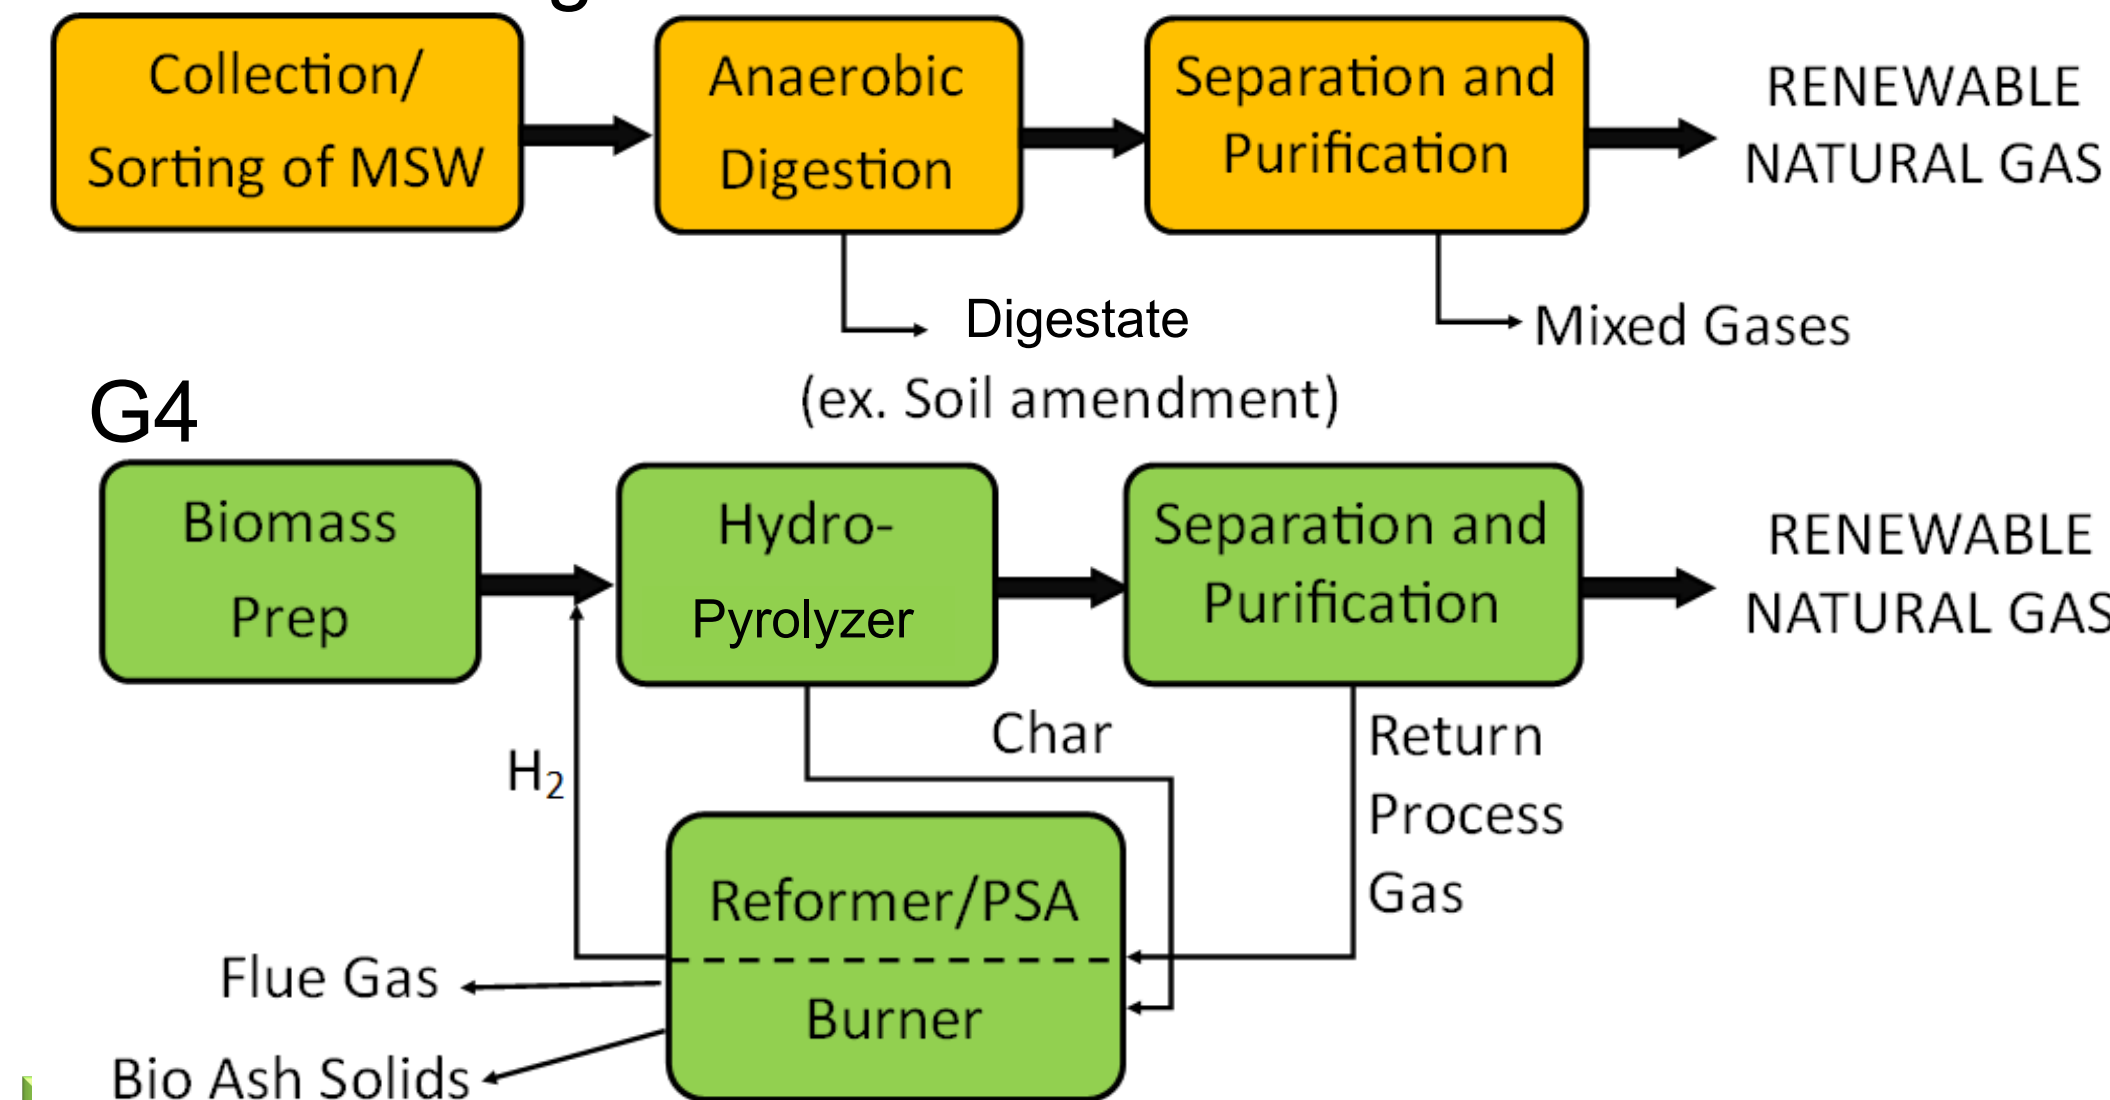 Collection/
Sorting of MSW
Anaerobic
Digestion
Separation and
Purification
RENEWABLE
NATURAL GAS
Digestate
(ex. Soil amendment)
Mixed Gases
G4
Biomass
Prep
Hydro-
Pyrolyzer
Separation and
Purification
RENEWABLE
NATURAL GAS
H2
Char
Return
Process
Gas
Reformer/PSA
Burner
Flue Gas
Bio Ash Solids